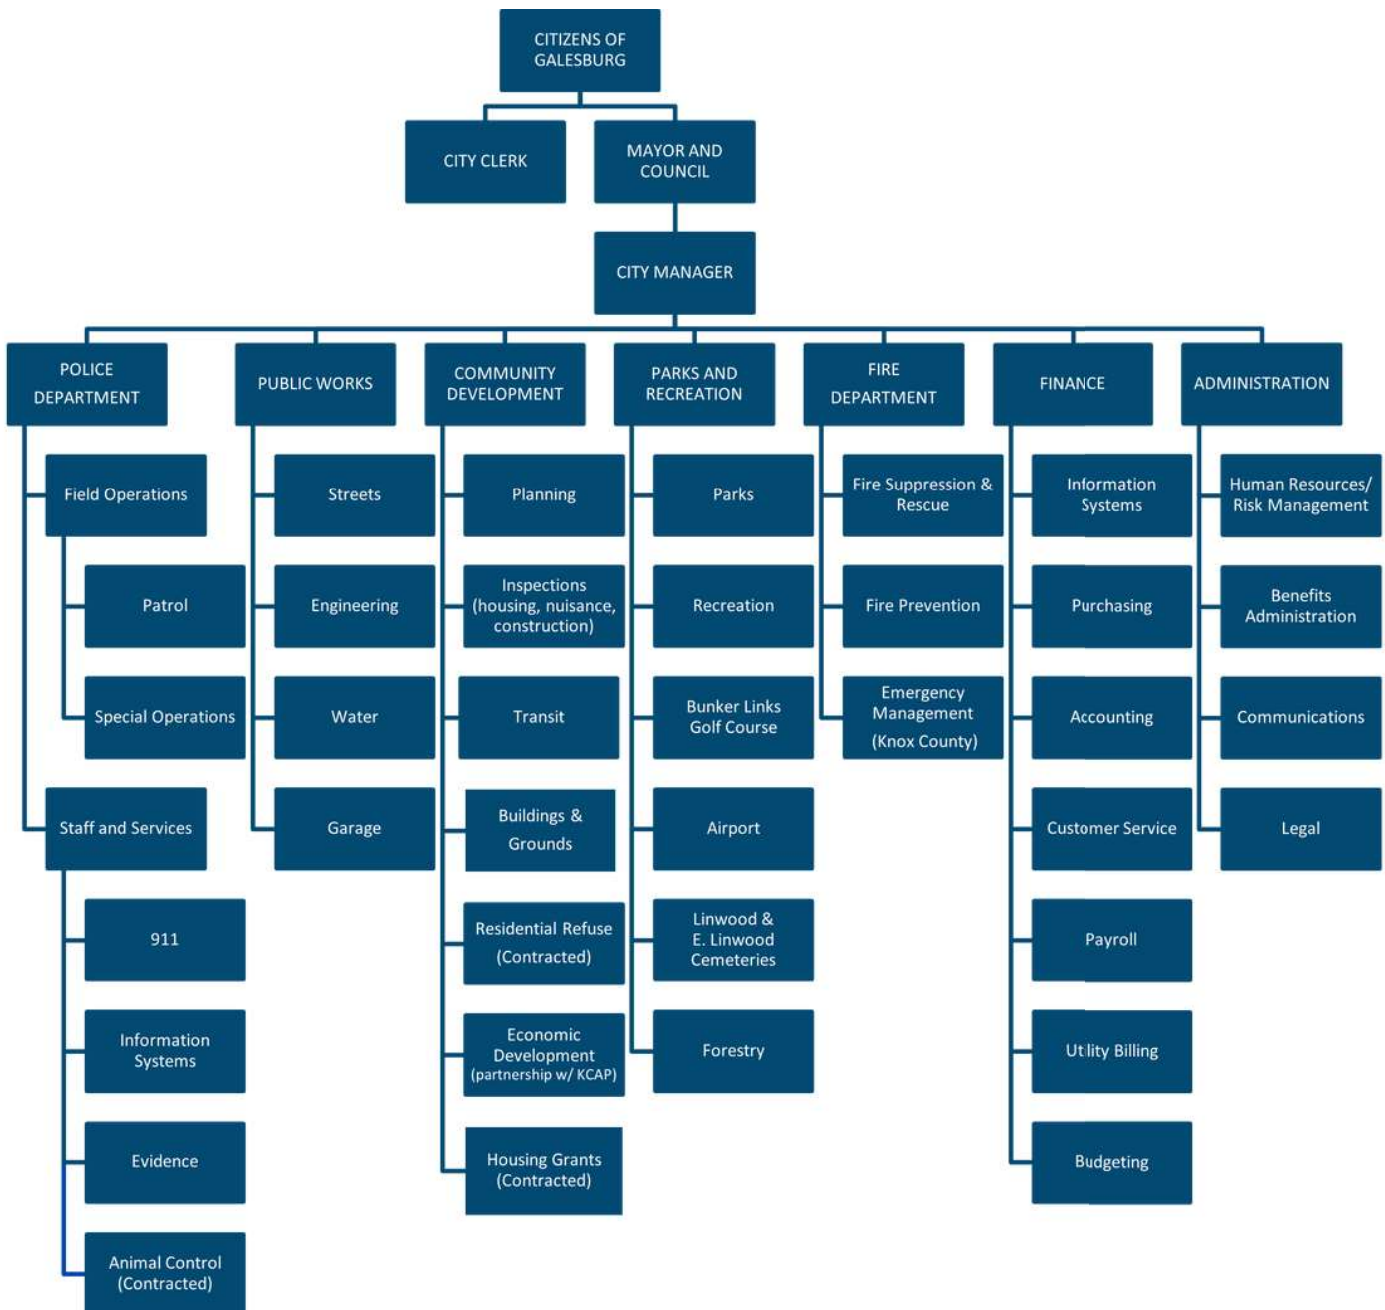 CITIZENS OF
GALESBURG
CITY CLERK
MAYOR AND
COUNCIL
CITY MANAGER
POLICE
DEPARTMENT
Field Operations
Patrol
Special Operations
Staff and Services
911
Information
Systems
Evidence
Animal Control
(Contracted)
PUBLIC WORKS
Streets
Engineering
Water
Garage
COMMUNITY
DEVELOPMENT
Planning
Inspections
(housing, nuisance,
construction)
Transit
Buildings &
Grounds
Residential Refuse
(Contracted)
Economic
Development
(partnership w/ KCAP)
Housing Grants
(Contracted)
PARKS AND
RECREATION
Parks
Recreation
Bunker Links
Golf Course
Airport
Linwood &
E. Linwood
Cemeteries
Forestry
FIRE
DEPARTMENT
Fire Suppression &
Rescue
Fire Prevention
Emergency
Management
(Knox County)
FINANCE
Information
Systems
Purchasing
Accounting
Customer Service
Payroll
Utility Billing
Budgeting
ADMINISTRATION
Human Resources/
Risk Management
Benefits
Administration
Communications
Legal